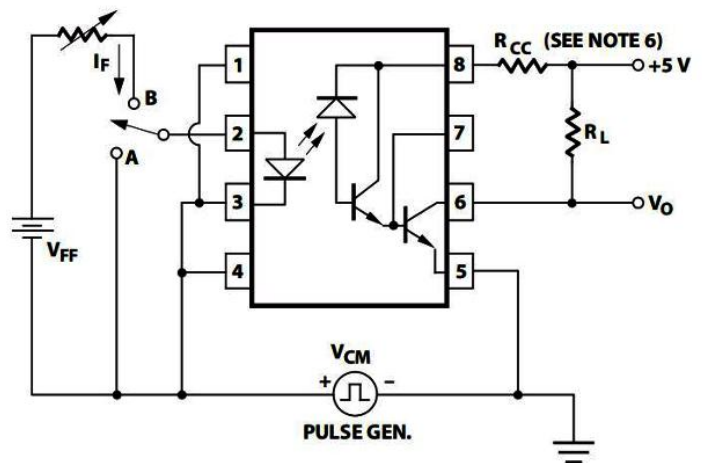 R CC (SEE NOTE 6)
I F
B
1
8
+5 V
2
7
R L
A
3
6
V O
V FF
4
5
V CM
+
−
PULSE GEN.